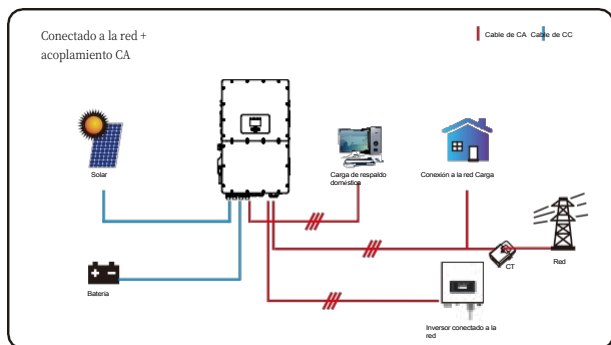 Conectado a la red +
acoplamiento CA
Cable de CA Cable de CC
Solar
Carga de respaldo
doméstica
Conexión a la red Carga
Batería
CT
Red
Inversor conectado a la
red